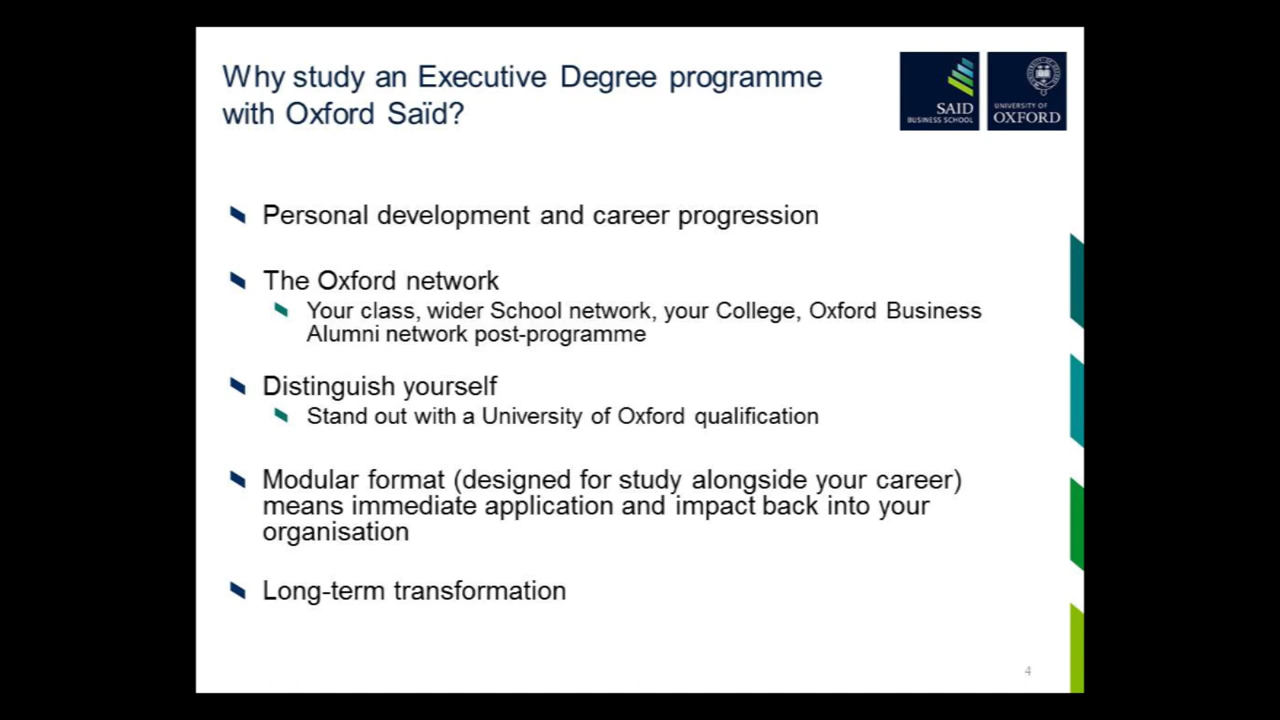 Why study an Executive Degree programme
with Oxford Saïd?
SAID
BUSINESS SCHOOL
UNIVERSITY OF
OXFORD
Personal development and career progression
The Oxford network
Your class, wider School network, your College, Oxford Business
Alumni network post-programme
Distinguish yourself
Stand out with a University of Oxford qualification
Modular format (designed for study alongside your career)
means immediate application and impact back into your
organisation
Long-term transformation
4